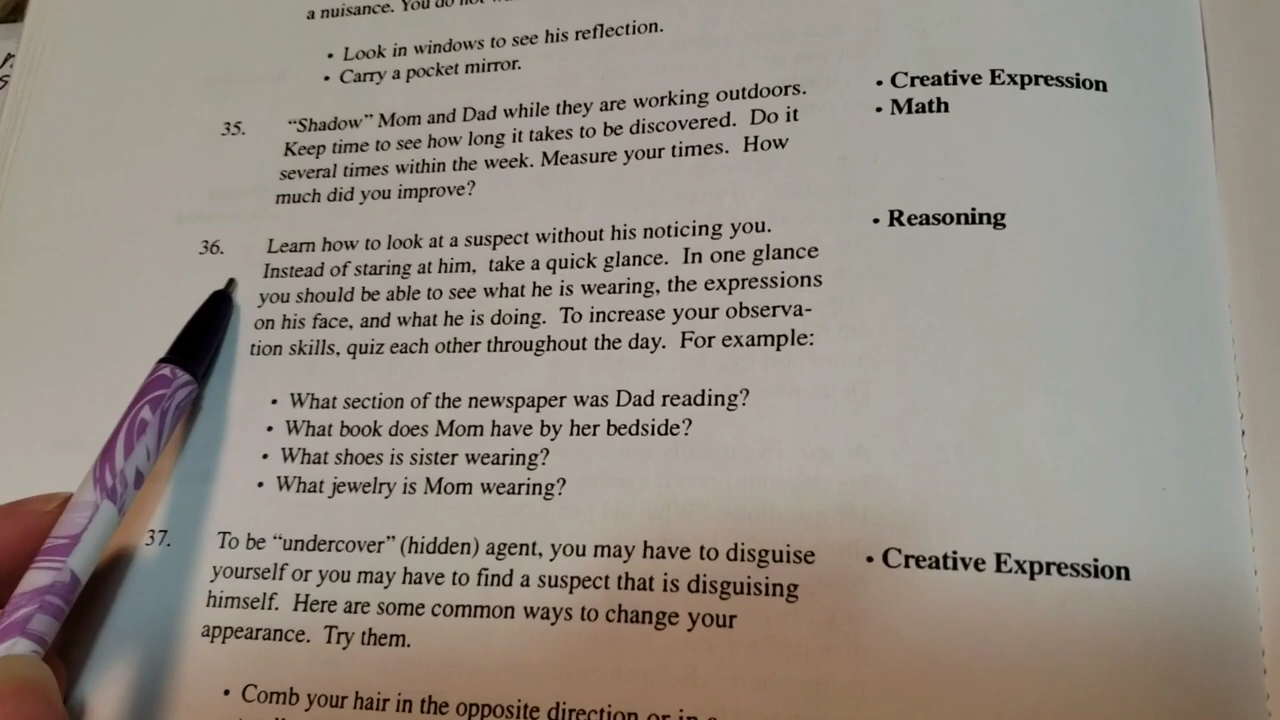 a nuisance. You do not
• Look in windows to see his reflection.
• Carry a pocket mirror.
35. "Shadow" Mom and Dad while they are working outdoors.
Keep time to see how long it takes to be discovered. Do it
several times within the week. Measure your times. How
much did you improve?
• Creative Expression
• Math
36. Learn how to look at a suspect without his noticing you.
Instead of staring at him, take a quick glance. In one glance
you should be able to see what he is wearing, the expressions
on his face, and what he is doing. To increase your observa-
tion skills, quiz each other throughout the day. For example:
• Reasoning
• What section of the newspaper was Dad reading?
• What book does Mom have by her bedside?
• What shoes is sister wearing?
• What jewelry is Mom wearing?
37. To be "undercover" (hidden) agent, you may have to disguise
yourself or you may have to find a suspect that is disguising
himself. Here are some common ways to change your
appearance. Try them.
• Creative Expression
• Comb your hair in the opposite direction or in a